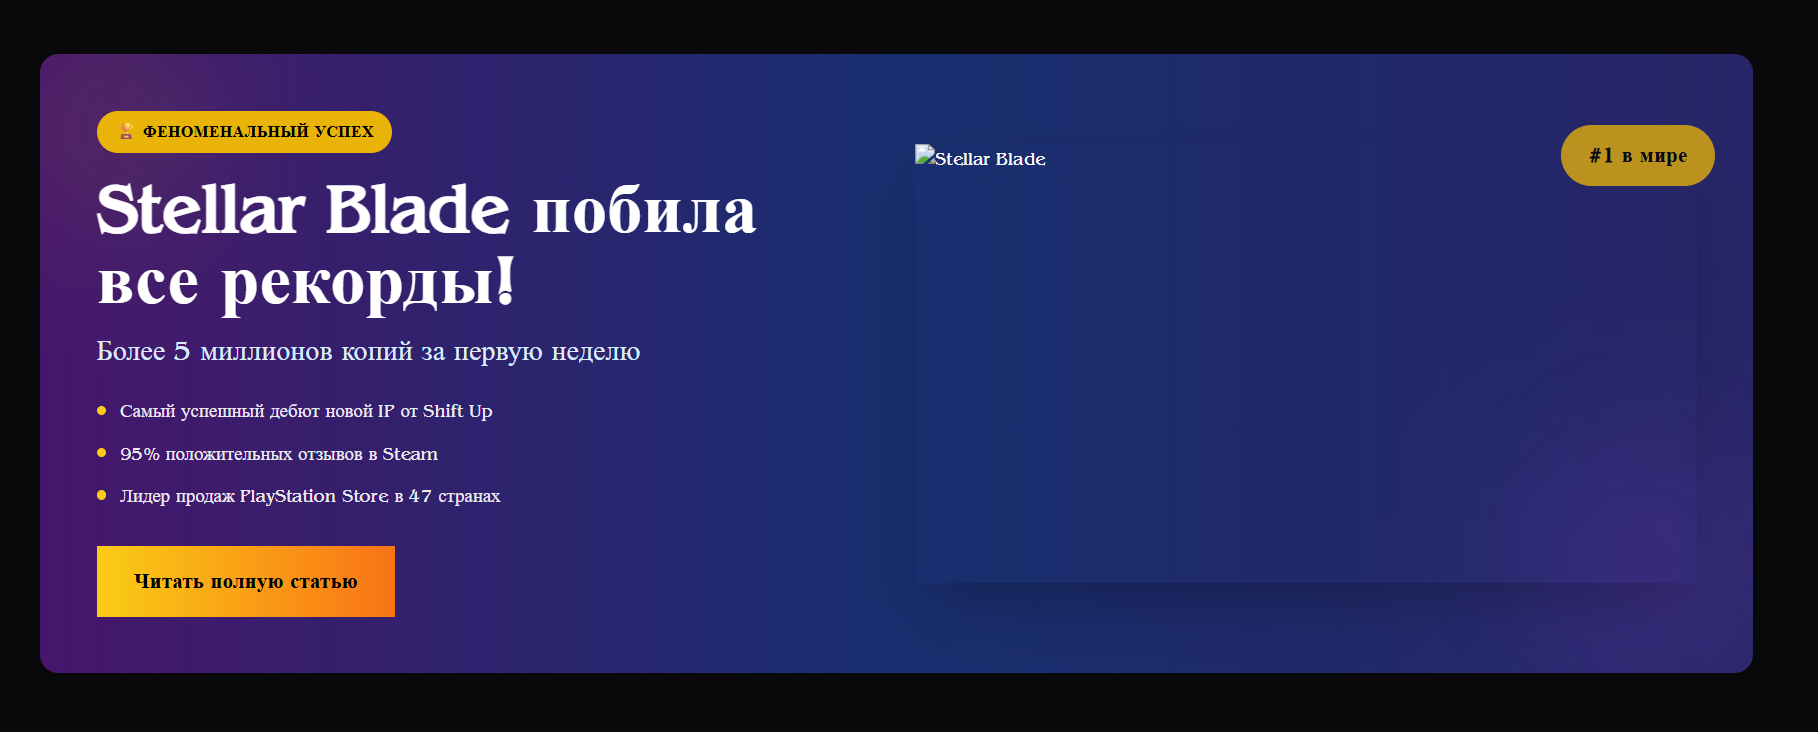 ФЕНОМЕНАЛЬНЫЙ УСПЕХ
Stellar Blade побила
все рекорды!
Более 5 миллионов копий за первую неделю
Самый успешный дебют новой IP от Shift Up
95% положительных отзывов в Steam
Лидер продаж PlayStation Store в 47 странах
Читать полную статью
Stellar Blade
#1 в мире